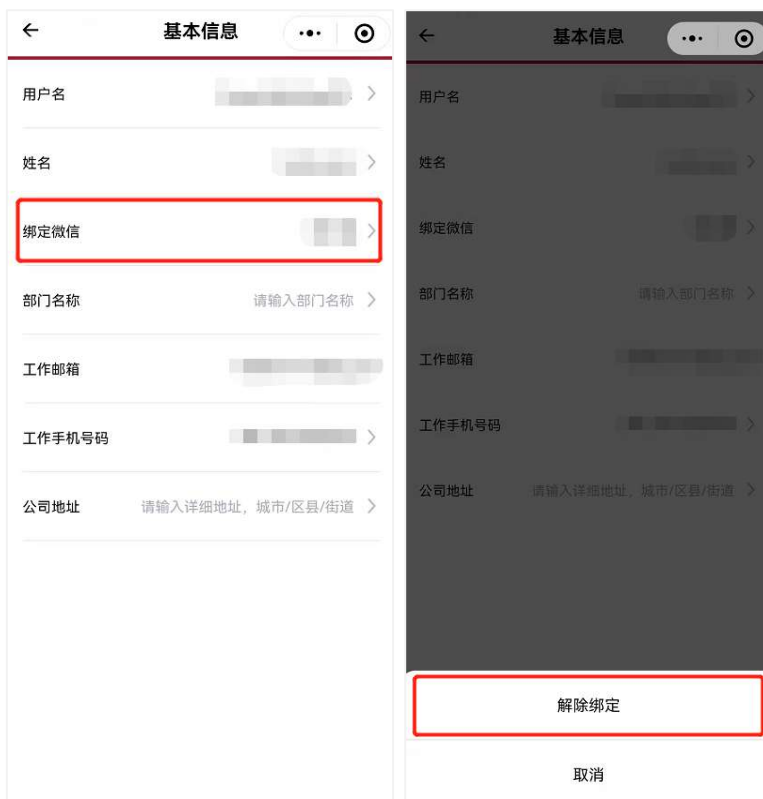 基本信息
用户名
姓名
绑定微信
部门名称 请输入部门名称
工作邮箱
工作手机号码
公司地址 请输入详细地址，城市/区县/街道
基本信息
用户名
姓名
绑定微信
部门名称 请输入部门名称
工作邮箱
工作手机号码
公司地址 请输入详细地址，城市/区县/街道
解除绑定
取消